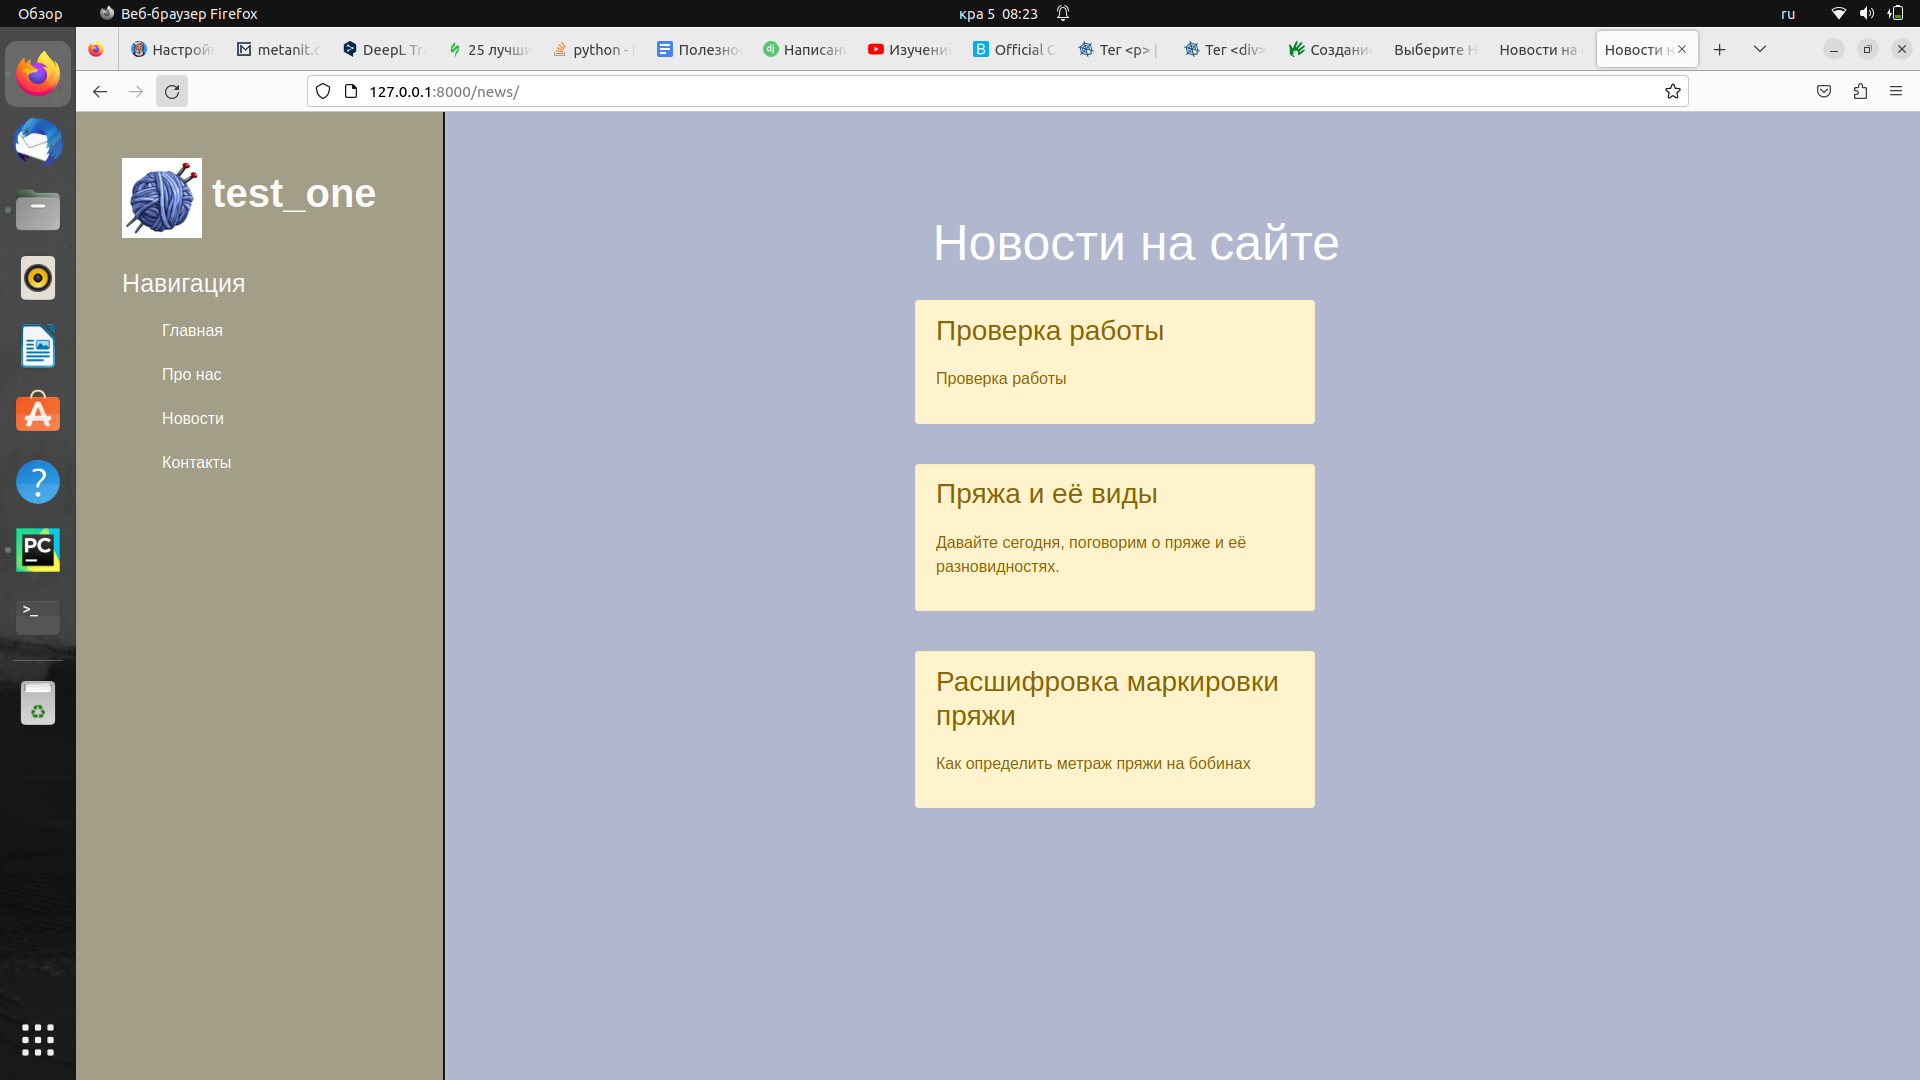 Обзор
Веб-браузер Firefox
кра 5 08:23
ru
Настрой
metanit.c
DeepL Tr
25 лучши
python -
Полезно
Написан
Изучени
Official C
Тег <p> |
Тег <div>
Создани
Выберите
Новости на
Новости н
127.0.0.1:8000/news/
test_one
Навигация
Главная
Про нас
Новости
Контакты
Новости на сайте
Проверка работы
Проверка работы
Пряжа и её виды
Давайте сегодня, поговорим о пряже и её
разновидностях.
Расшифровка маркировки
пряжи
Как определить метраж пряжи на бобинах
PC
>_